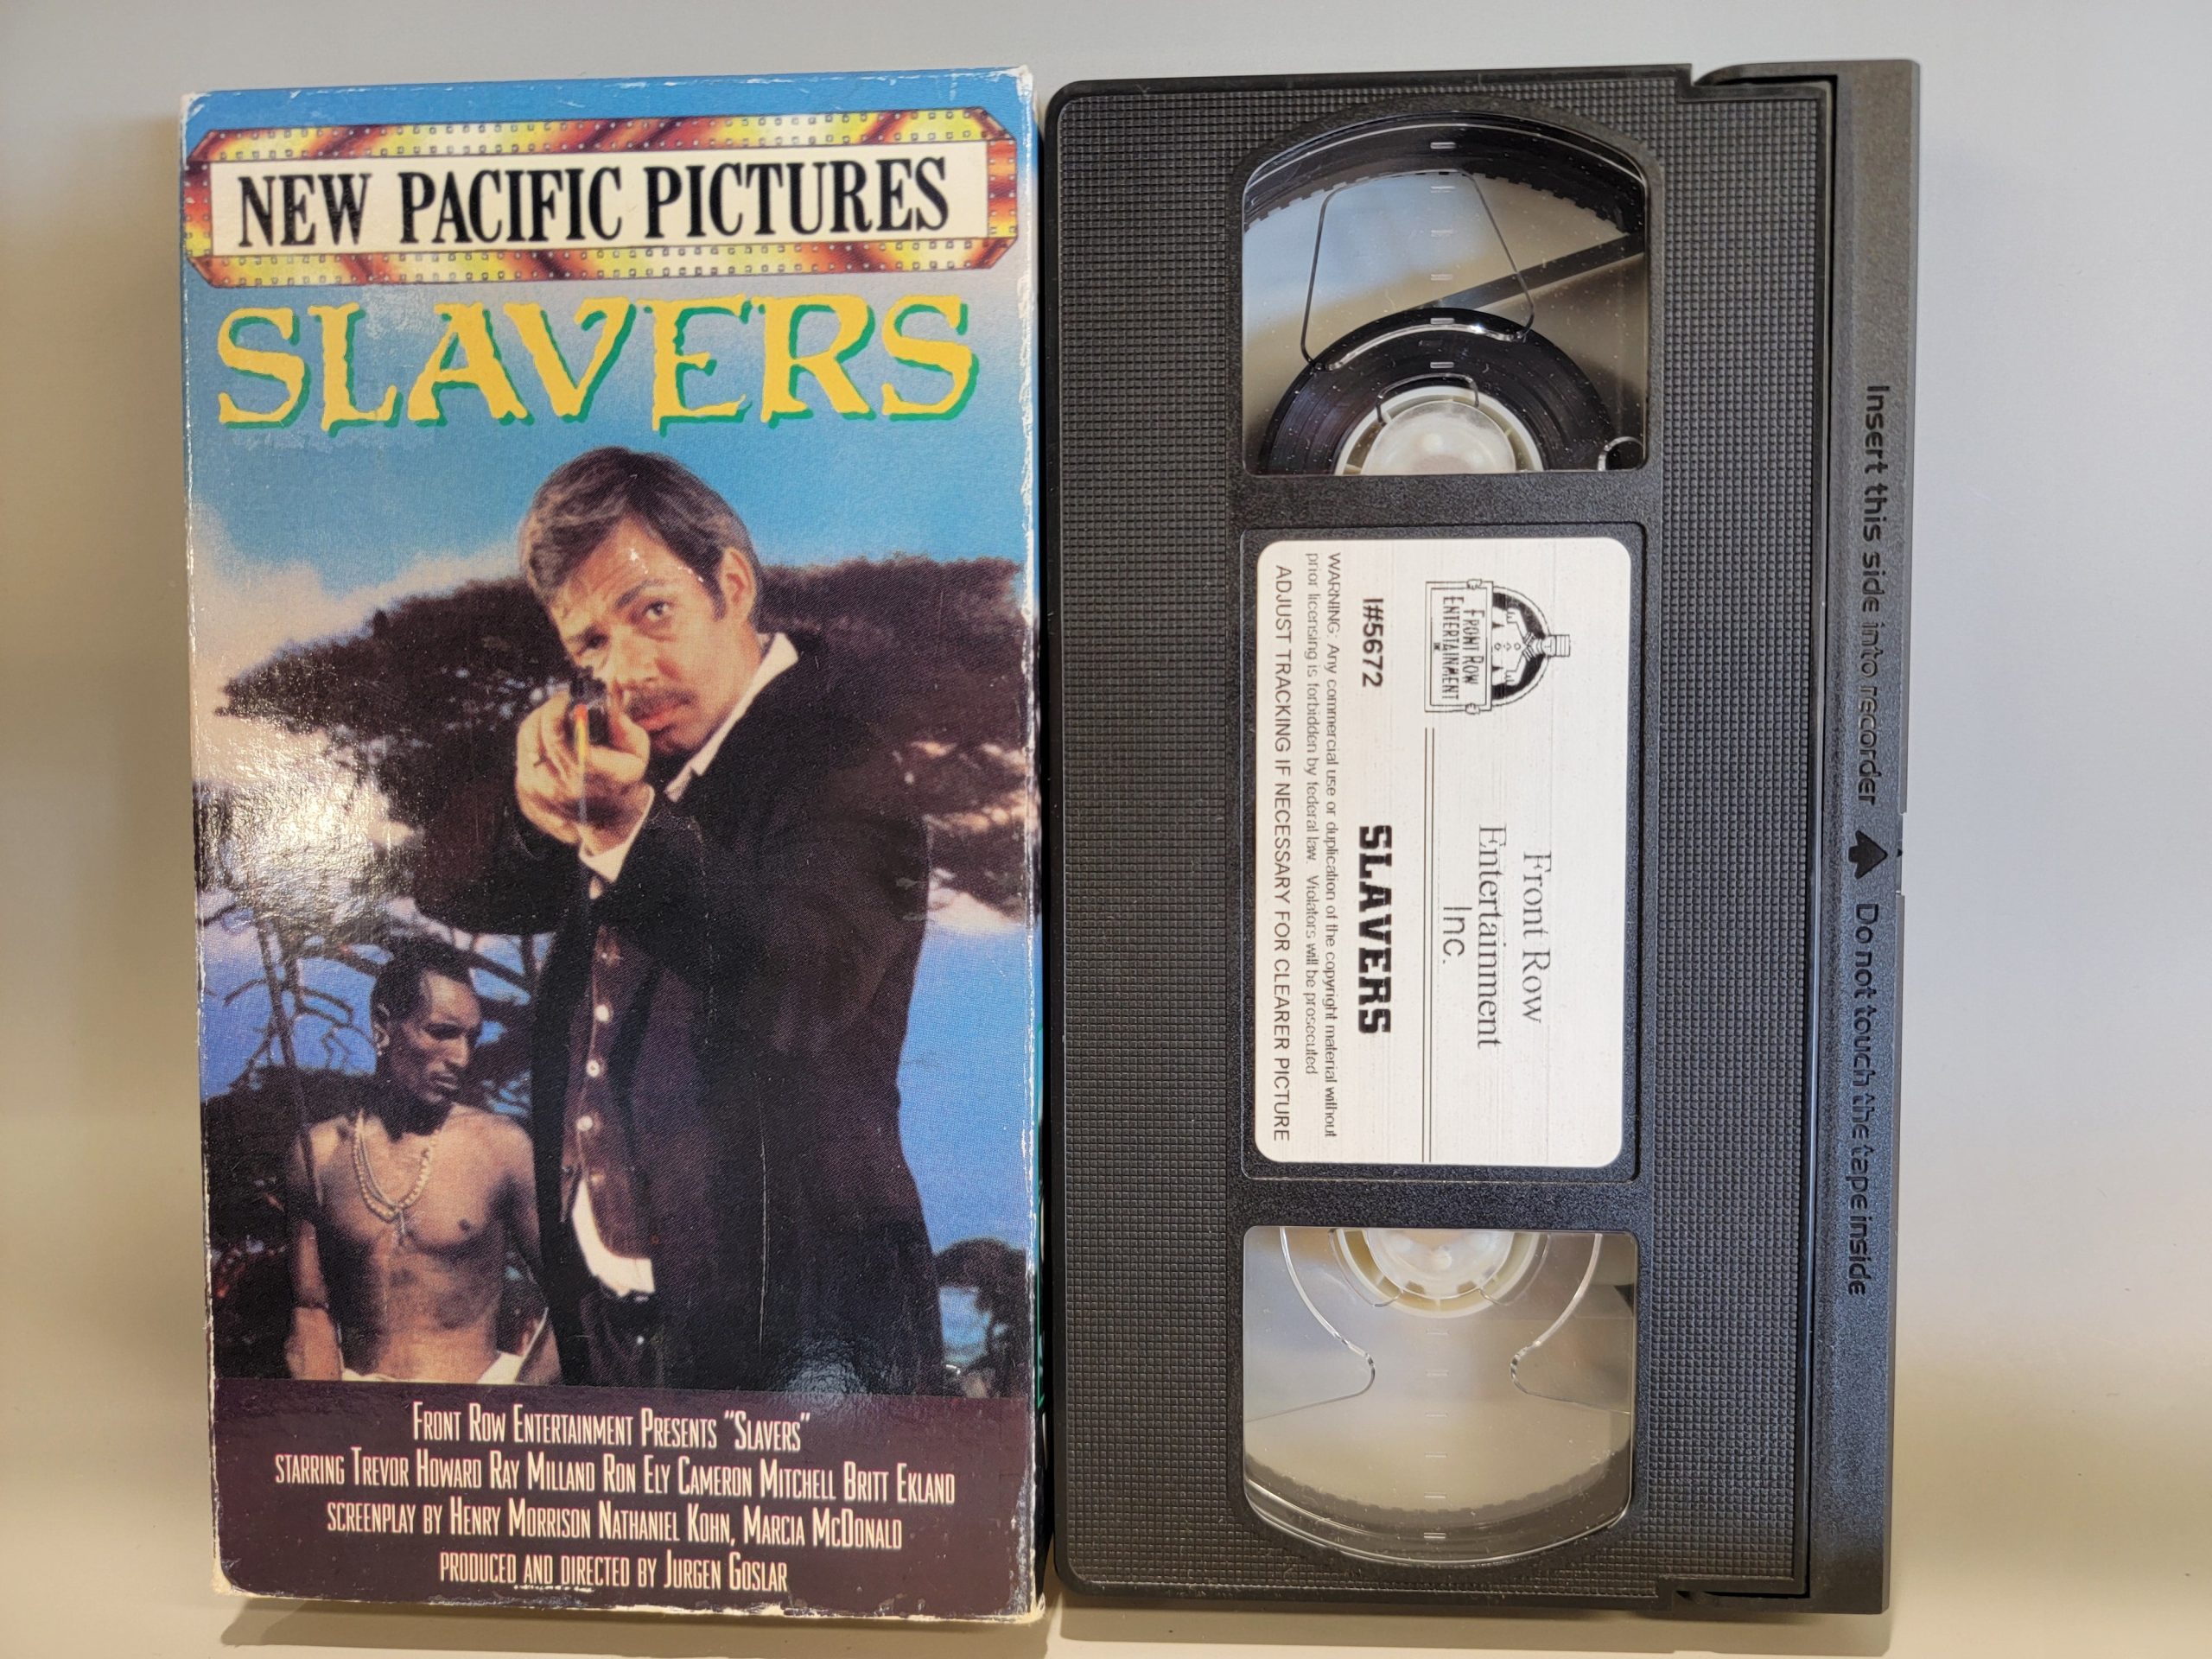 NEW PACIFIC PICTURES
SLAVERS
FRONT ROW ENTERTAINMENT PRESENTS "SLAVERS"
STARRING TREVOR HOWARD RAY MILLAND RON ELY CAMERON MITCHELL BRITT EKLAND
SCREENPLAY BY HENRY MORRISON NATHANIEL KOHN, MARCIA MCDONALD
PRODUCED AND DIRECTED BY JURGEN GOSLAR
FRONT ROW
ENTERTAINMENT
INC
Front Row
Entertainment
Inc.
I#5672
SLAVERS
WARNING: Any commercial use or duplication of the copyright material without
prior licensing is forbidden by federal law. Violators will be prosecuted
ADJUST TRACKING IF NECESSARY FOR CLEARER PICTURE
Insert this side into recorder
Do not touch the tape inside